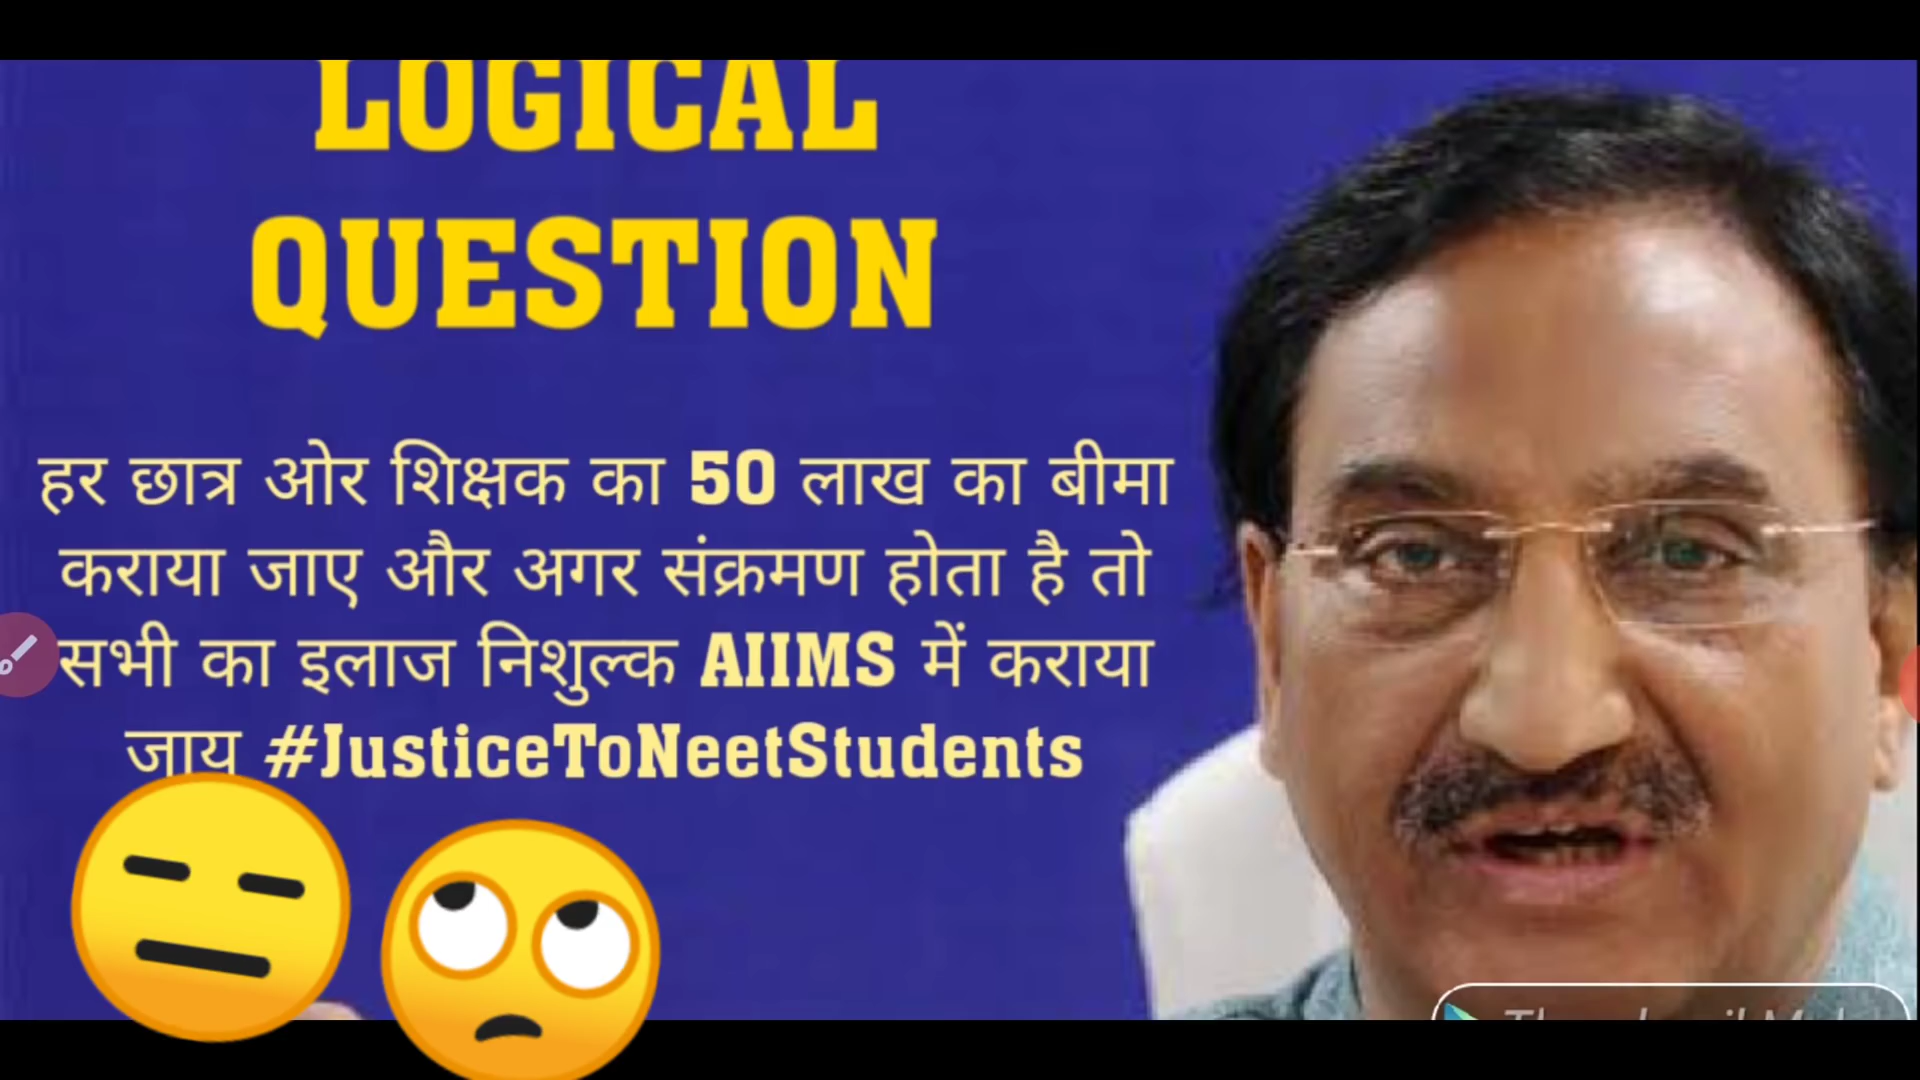 LOGICAL
QUESTION
हर छात्र ओर शिक्षक का 50 लाख का बीमा
कराया जाए और अगर संक्रमण होता है तो
सभी का इलाज निशुल्क AIIMS में कराया
जाय #JusticeToNeetStudents